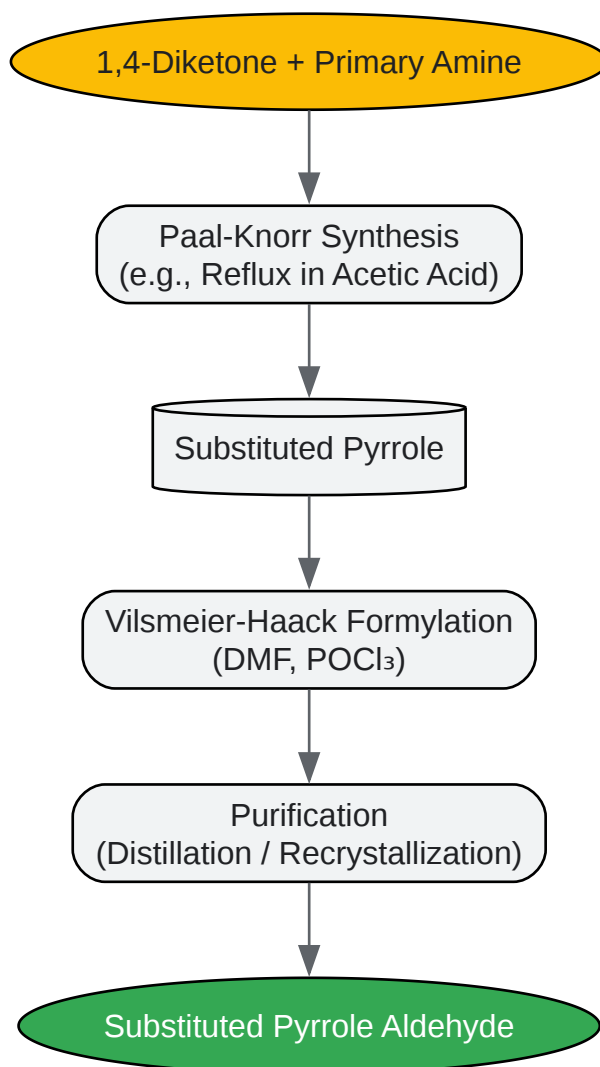 1,4-Diketone + Primary Amine
Paal-Knorr Synthesis
(e.g., Reflux in Acetic Acid)
Substituted Pyrrole
Vilsmeier-Haack Formylation
(DMF, POCl₃)
Purification
(Distillation / Recrystallization)
Substituted Pyrrole Aldehyde